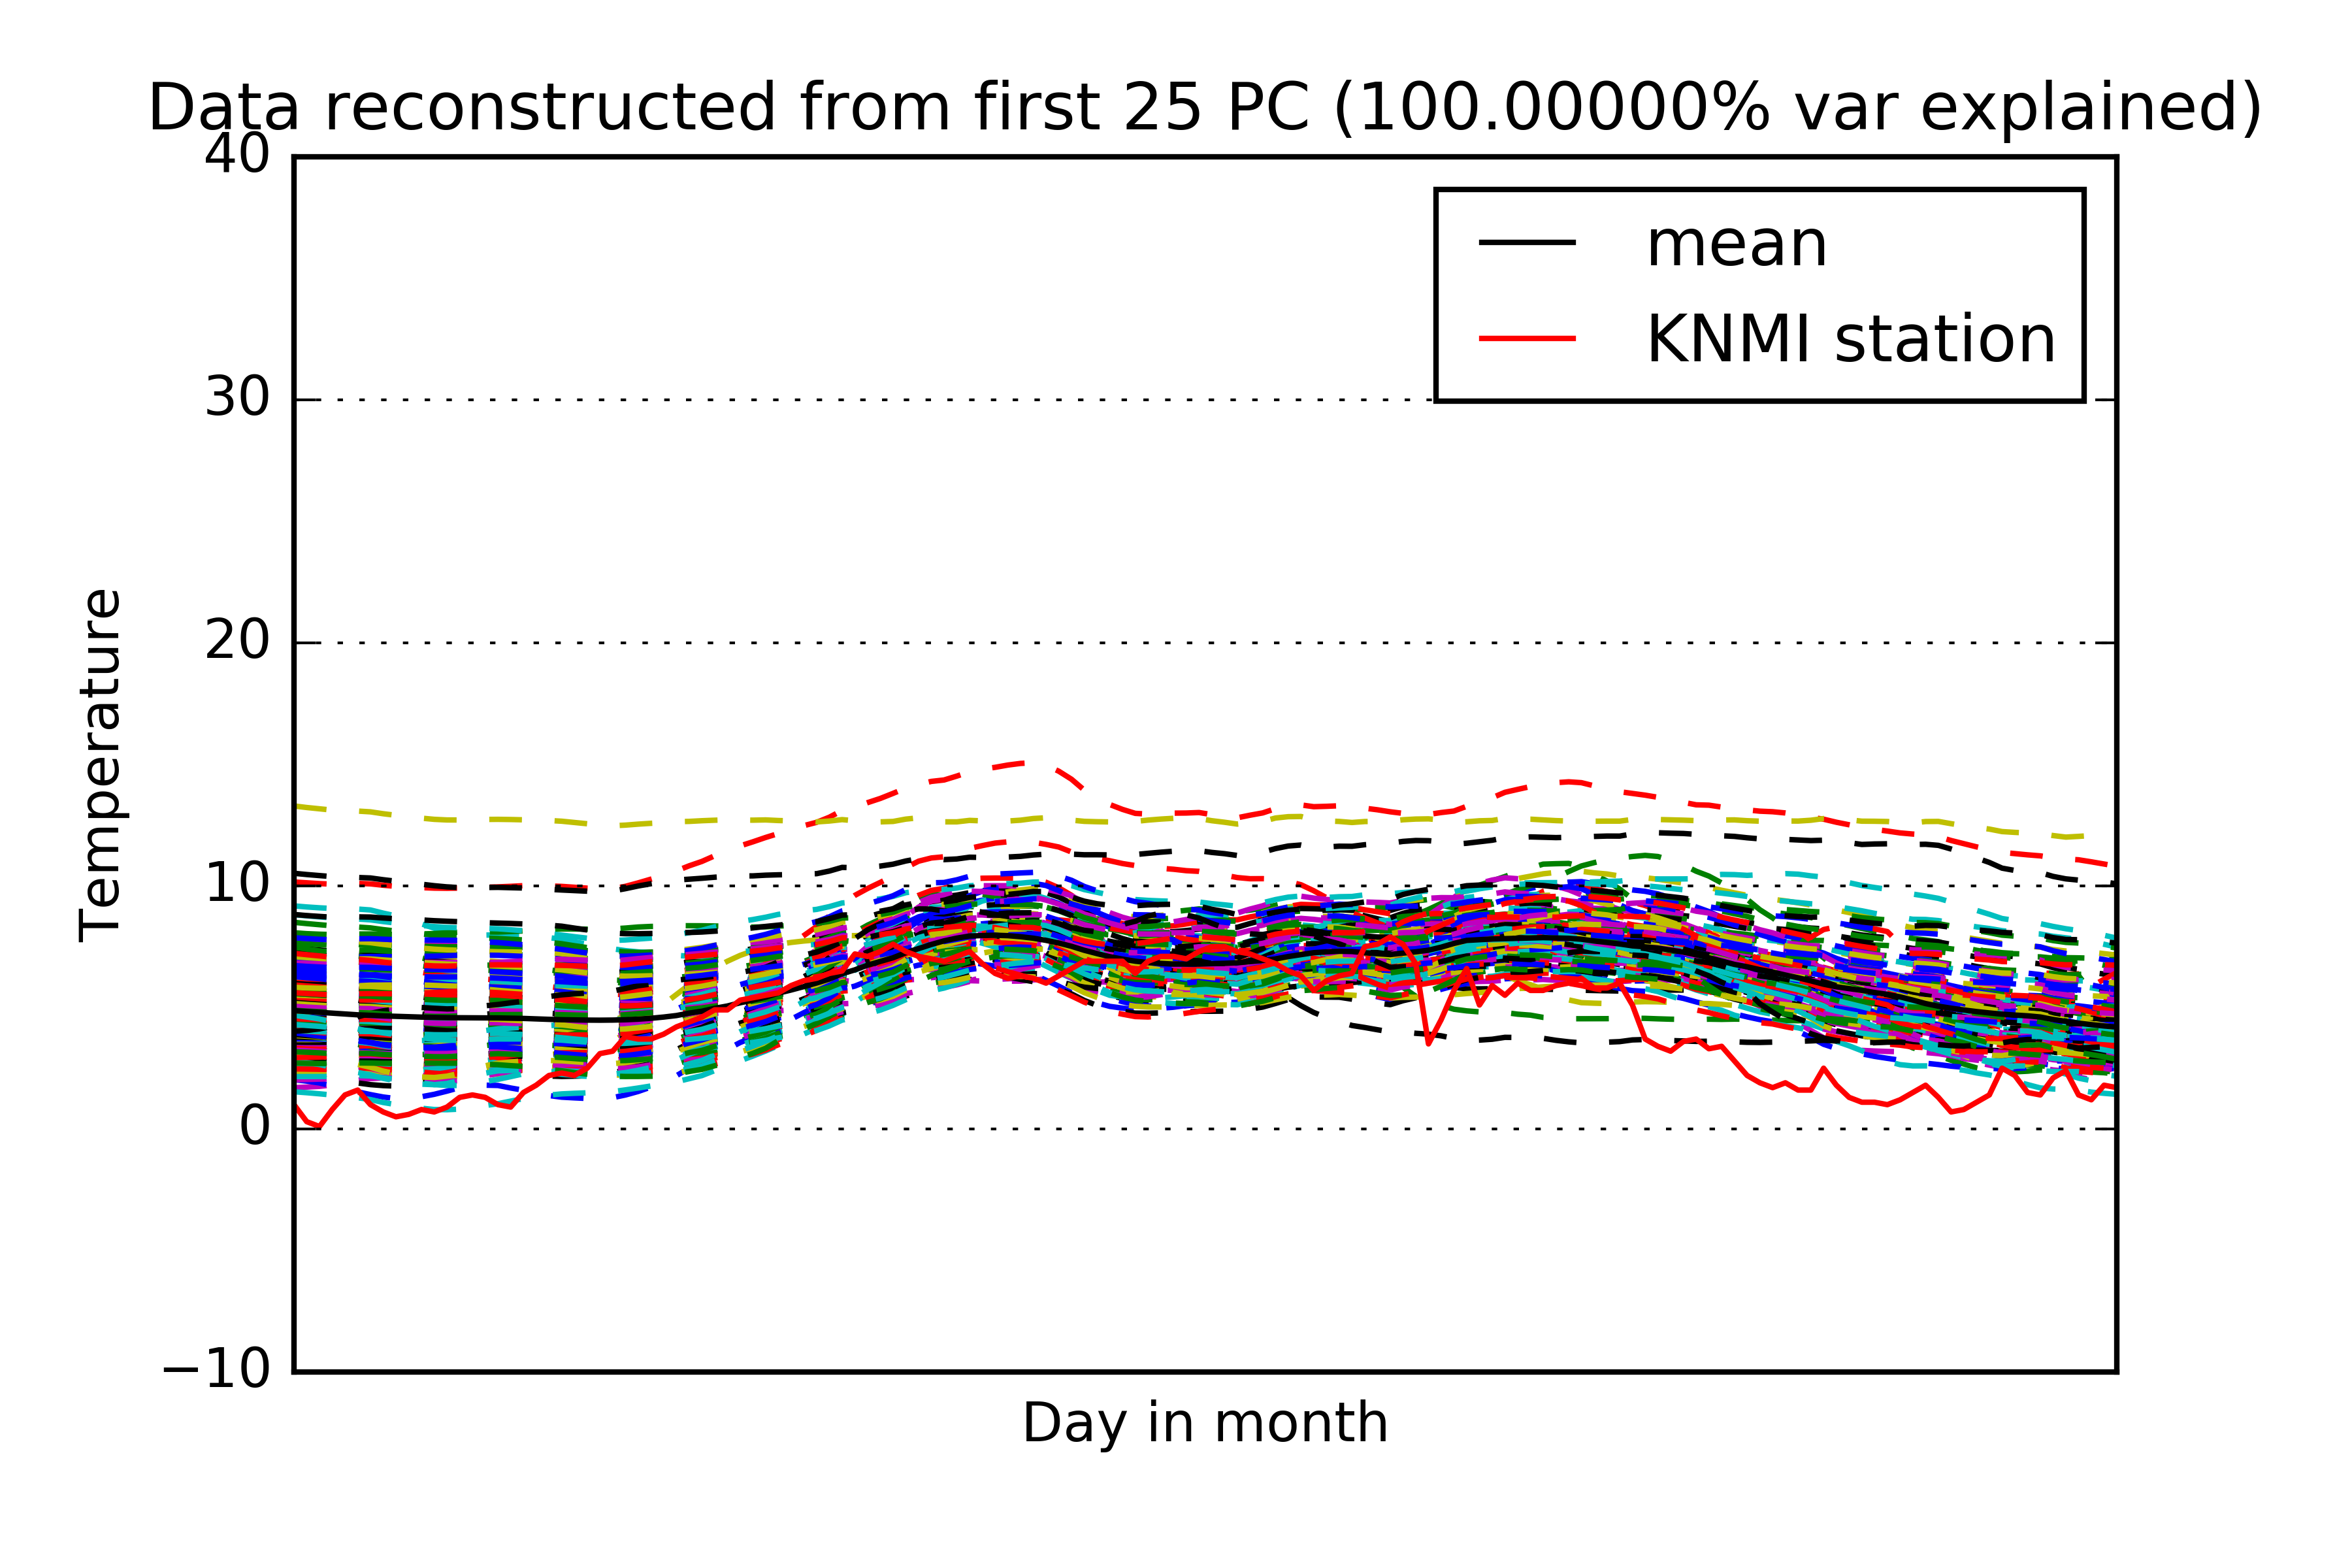 Data reconstructed from first 25 PC (100.00000% var explained)
40
30
20
10
0
−10
Temperature
Day in month
mean
KNMI station